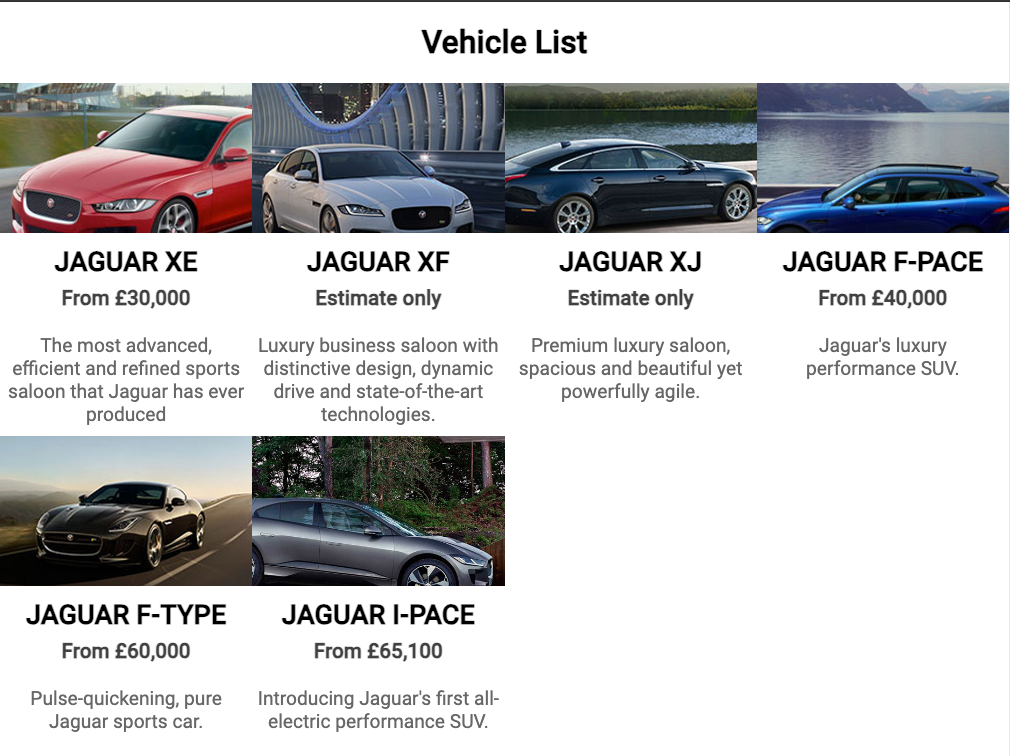 Vehicle List
JAGUAR XE
From £30,000
The most advanced,
efficient and refined sports
saloon that Jaguar has ever
produced
JAGUAR XF
Estimate only
Luxury business saloon with
distinctive design, dynamic
drive and state-of-the-art
technologies.
JAGUAR XJ
Estimate only
Premium luxury saloon,
spacious and beautiful yet
powerfully agile.
JAGUAR F-PACE
From £40,000
Jaguar's luxury
performance SUV.
JAGUAR F-TYPE
From £60,000
Pulse-quickening, pure
Jaguar sports car.
JAGUAR I-PACE
From £65,100
Introducing Jaguar's first all-
electric performance SUV.